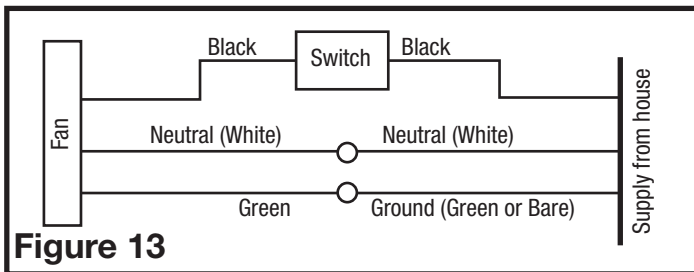 Black
Switch
Black
Fan
Neutral (White)
Neutral (White)
Green
Ground (Green or Bare)
Supply from house
Figure 13